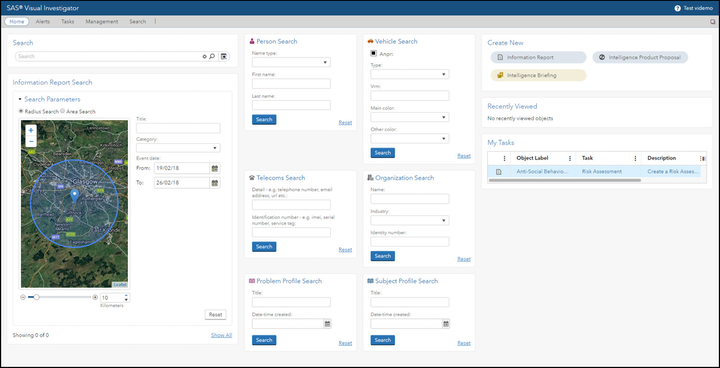 SAS® Visual Investigator
Test videmo
Home Alerts Tasks Management Search
Search
Search
Information Report Search
Search Parameters
Radius Search Area Search
Title:
Category:
Event date:
From: 19/02/18
To: 26/02/18
Glasgow
Leaflet
10
Kilometers
Reset
Showing 0 of 0
Show All
Person Search
Name type:
First name:
Last name:
Search
Reset
Vehicle Search
Anpr:
Type:
Vrm:
Main color:
Other color:
Search
Reset
Telecoms Search
Detail - e.g. telephone number, email
address, url etc.:
Identification number - e.g. imei, serial
number, service tag:
Search
Reset
Organization Search
Name:
Industry:
Identity number:
Search
Reset
Problem Profile Search
Title:
Date-time created:
Search
Reset
Subject Profile Search
Title:
Date-time created:
Search
Reset
Create New
Information Report
Intelligence Product Proposal
Intelligence Briefing
Recently Viewed
No recently viewed objects
My Tasks
Object Label Task Description
Anti-Social Behavio... Risk Assessment Create a Risk Asses...